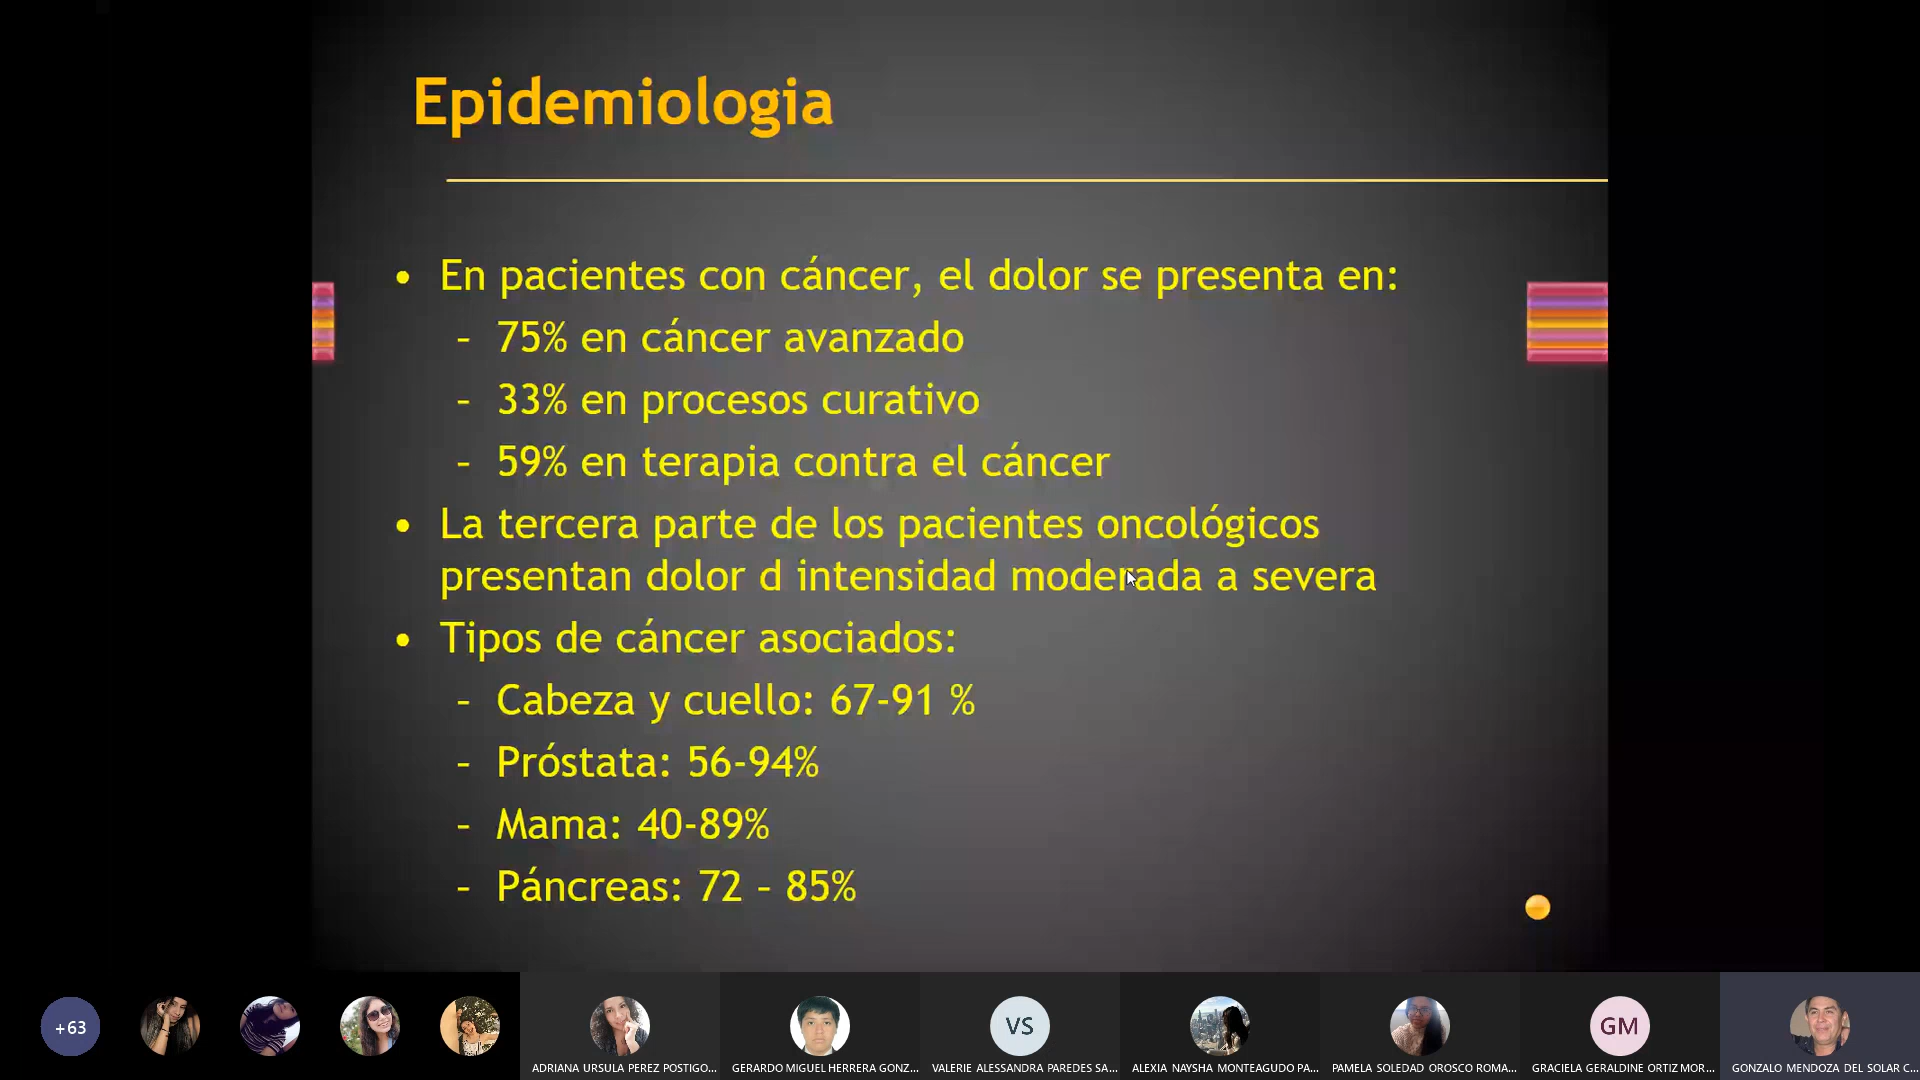 Epidemiologia
• En pacientes con cáncer, el dolor se presenta en:
– 75% en cáncer avanzado
– 33% en procesos curativo
– 59% en terapia contra el cáncer
• La tercera parte de los pacientes oncológicos
presentan dolor d intensidad moderada a severa
• Tipos de cáncer asociados:
– Cabeza y cuello: 67-91 %
– Próstata: 56-94%
– Mama: 40-89%
– Páncreas: 72 – 85%
+63
VS
GM
ADRIANA URSULA PEREZ POSTIGO...
GERARDO MIGUEL HERRERA GONZ...
VALERIE ALESSANDRA PAREDES SA...
ALEXIA NAYSHA MONTEAGUDO PA...
PAMELA SOLEDAD OROSCO ROMA...
GRACIELA GERALDINE ORTIZ MOR...
GONZALO MENDOZA DEL SOLAR C...